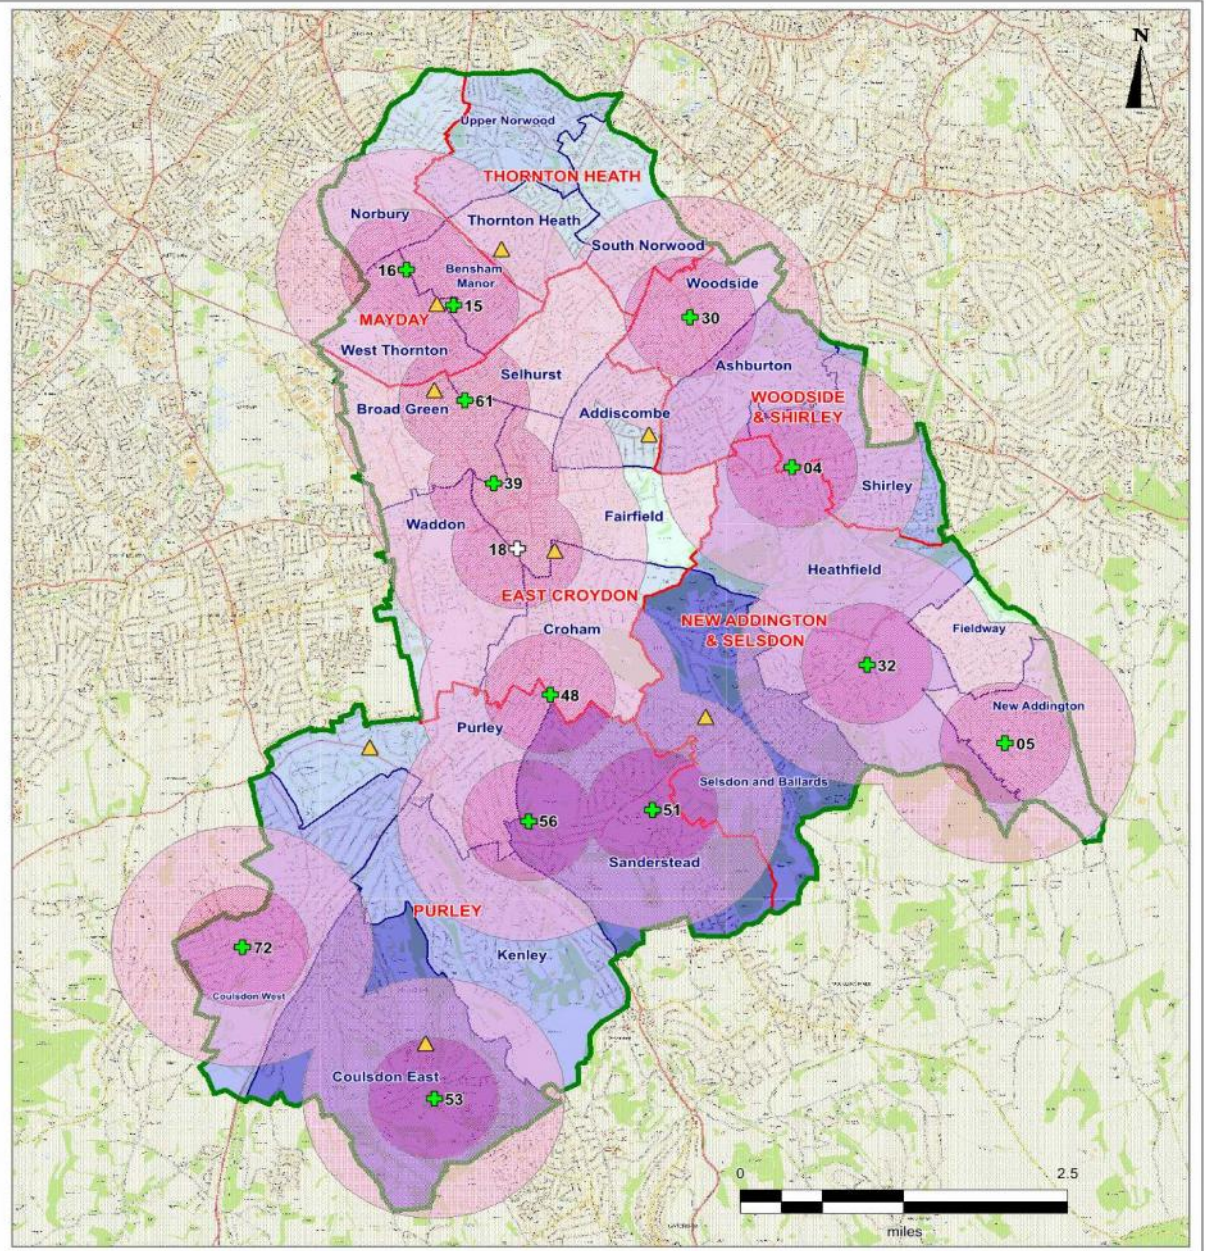 N
Upper Norwood
THORNTON HEATH
Norbury
Thornton Heath
South Norwood
16
Bensham
Manor
Woodside
15
MAYDAY
30
West Thornton
Selhurst
Ashburton
61
Broad Green
Addiscombe
WOODSIDE
& SHIRLEY
04
39
Shirley
Waddon
Fairfield
18
Heathfield
EAST CROYDON
NEW ADDINGTON
& SELSDON
Croham
Fieldway
32
48
New Addington
Purley
05
Selsdon and Ballards
51
56
Sanderstead
PURLEY
72
Kenley
Coulsdon West
Coulsdon East
53
0
2.5
miles